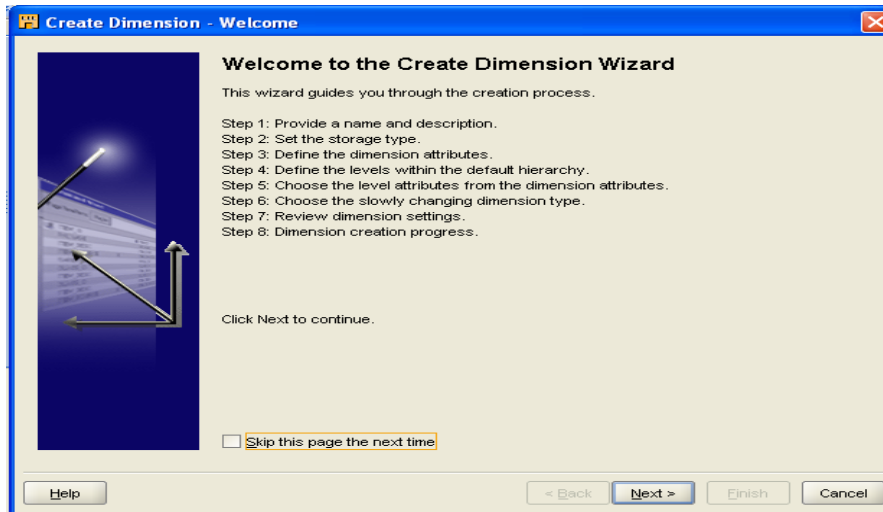 Create Dimension - Welcome
Welcome to the Create Dimension Wizard
This wizard guides you through the creation process.
Step 1: Provide a name and description.
Step 2: Set the storage type.
Step 3: Define the dimension attributes.
Step 4: Define the levels within the default hierarchy.
Step 5: Choose the level attributes from the dimension attributes.
Step 6: Choose the slowly changing dimension type.
Step 7: Review dimension settings.
Step 8: Dimension creation progress.
Click Next to continue.
Skip this page the next time
Help
< Back
Next >
Finish
Cancel